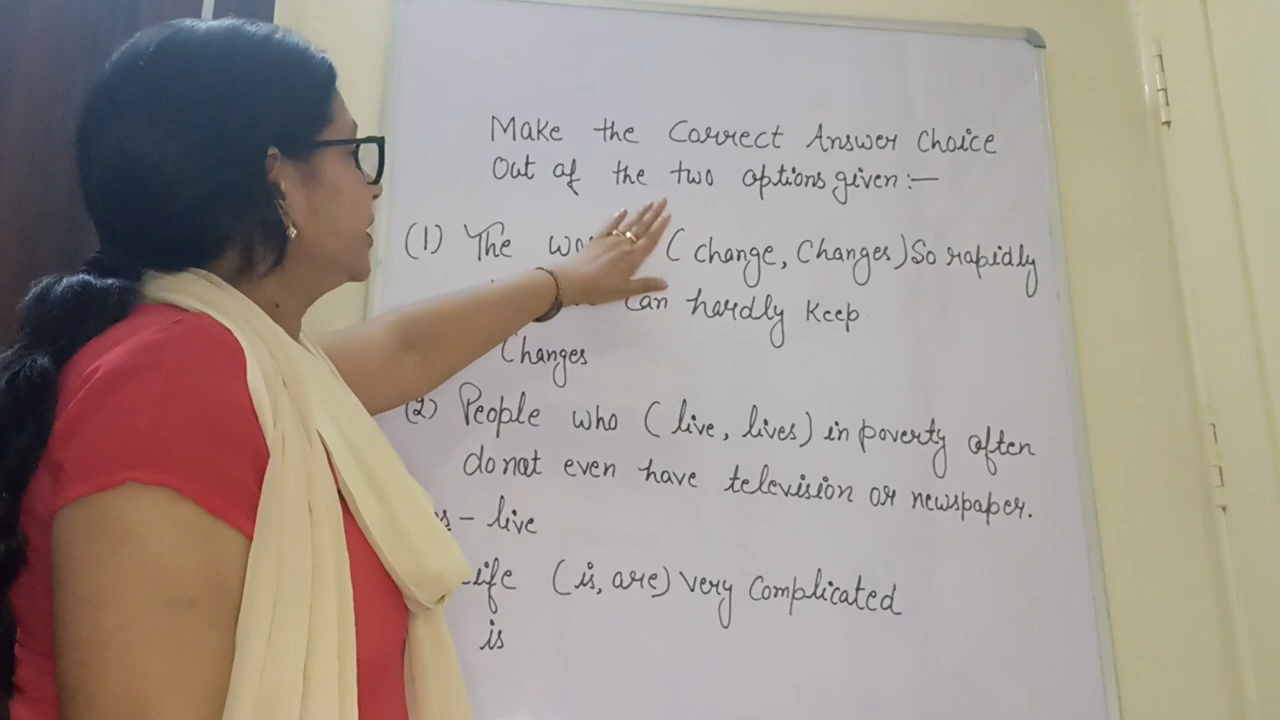 Make the Correct Answer Choice
Out of the two options given :—
(1) The ( change, Changes) So rapidly
Can hardly Keep
Changes
(2) People who ( live, lives) in poverty often
do not even have television or newspaper.
- live
Life ( is, are) very Complicated
is